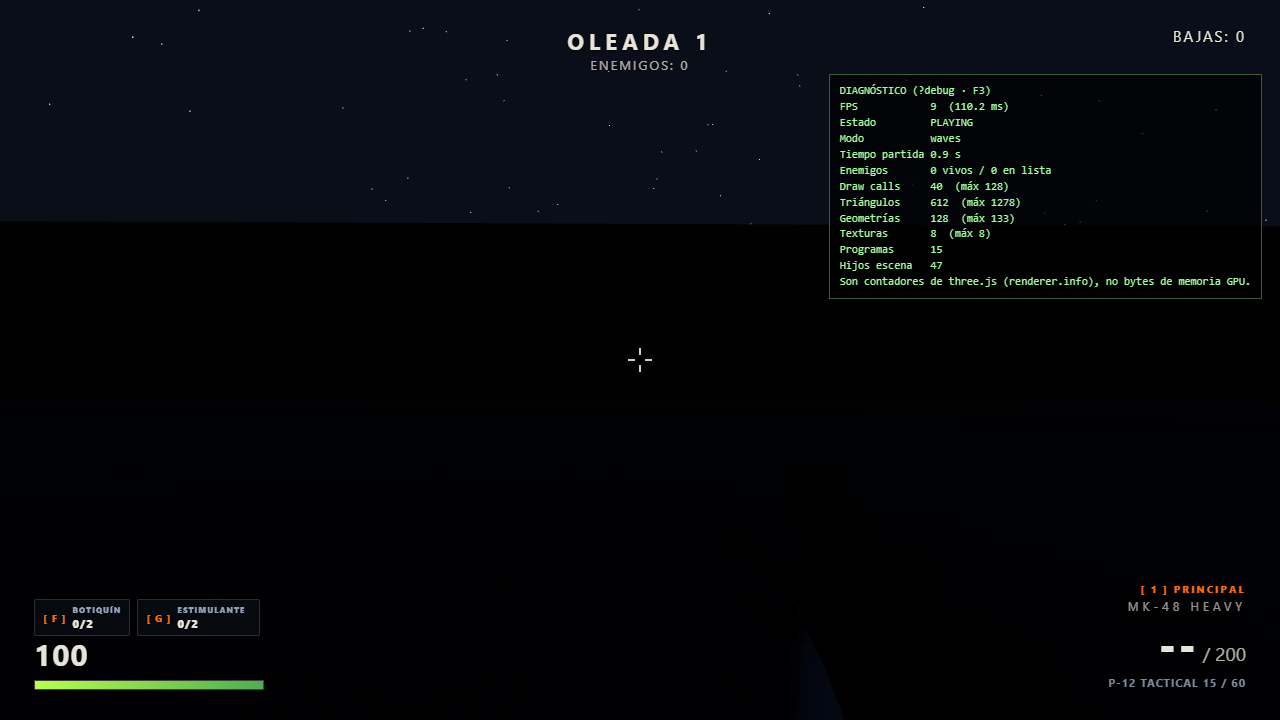 OLEADA 1
ENEMIGOS: 0
BAJAS: 0
DIAGNÓSTICO (?debug · F3)
FPS 9 (110.2 ms)
Estado PLAYING
Modo waves
Tiempo partida 0.9 s
Enemigos 0 vivos / 0 en lista
Draw calls 40 (máx 128)
Triángulos 612 (máx 1278)
Geometrías 128 (máx 133)
Texturas 8 (máx 8)
Programas 15
Hijos escena 47
Son contadores de three.js (renderer.info), no bytes de memoria GPU.
[ F ] BOTIQUÍN 0/2
[ G ] ESTIMULANTE 0/2
100
[ 1 ] PRINCIPAL
MK-48 HEAVY
-- / 200
P-12 TACTICAL 15 / 60